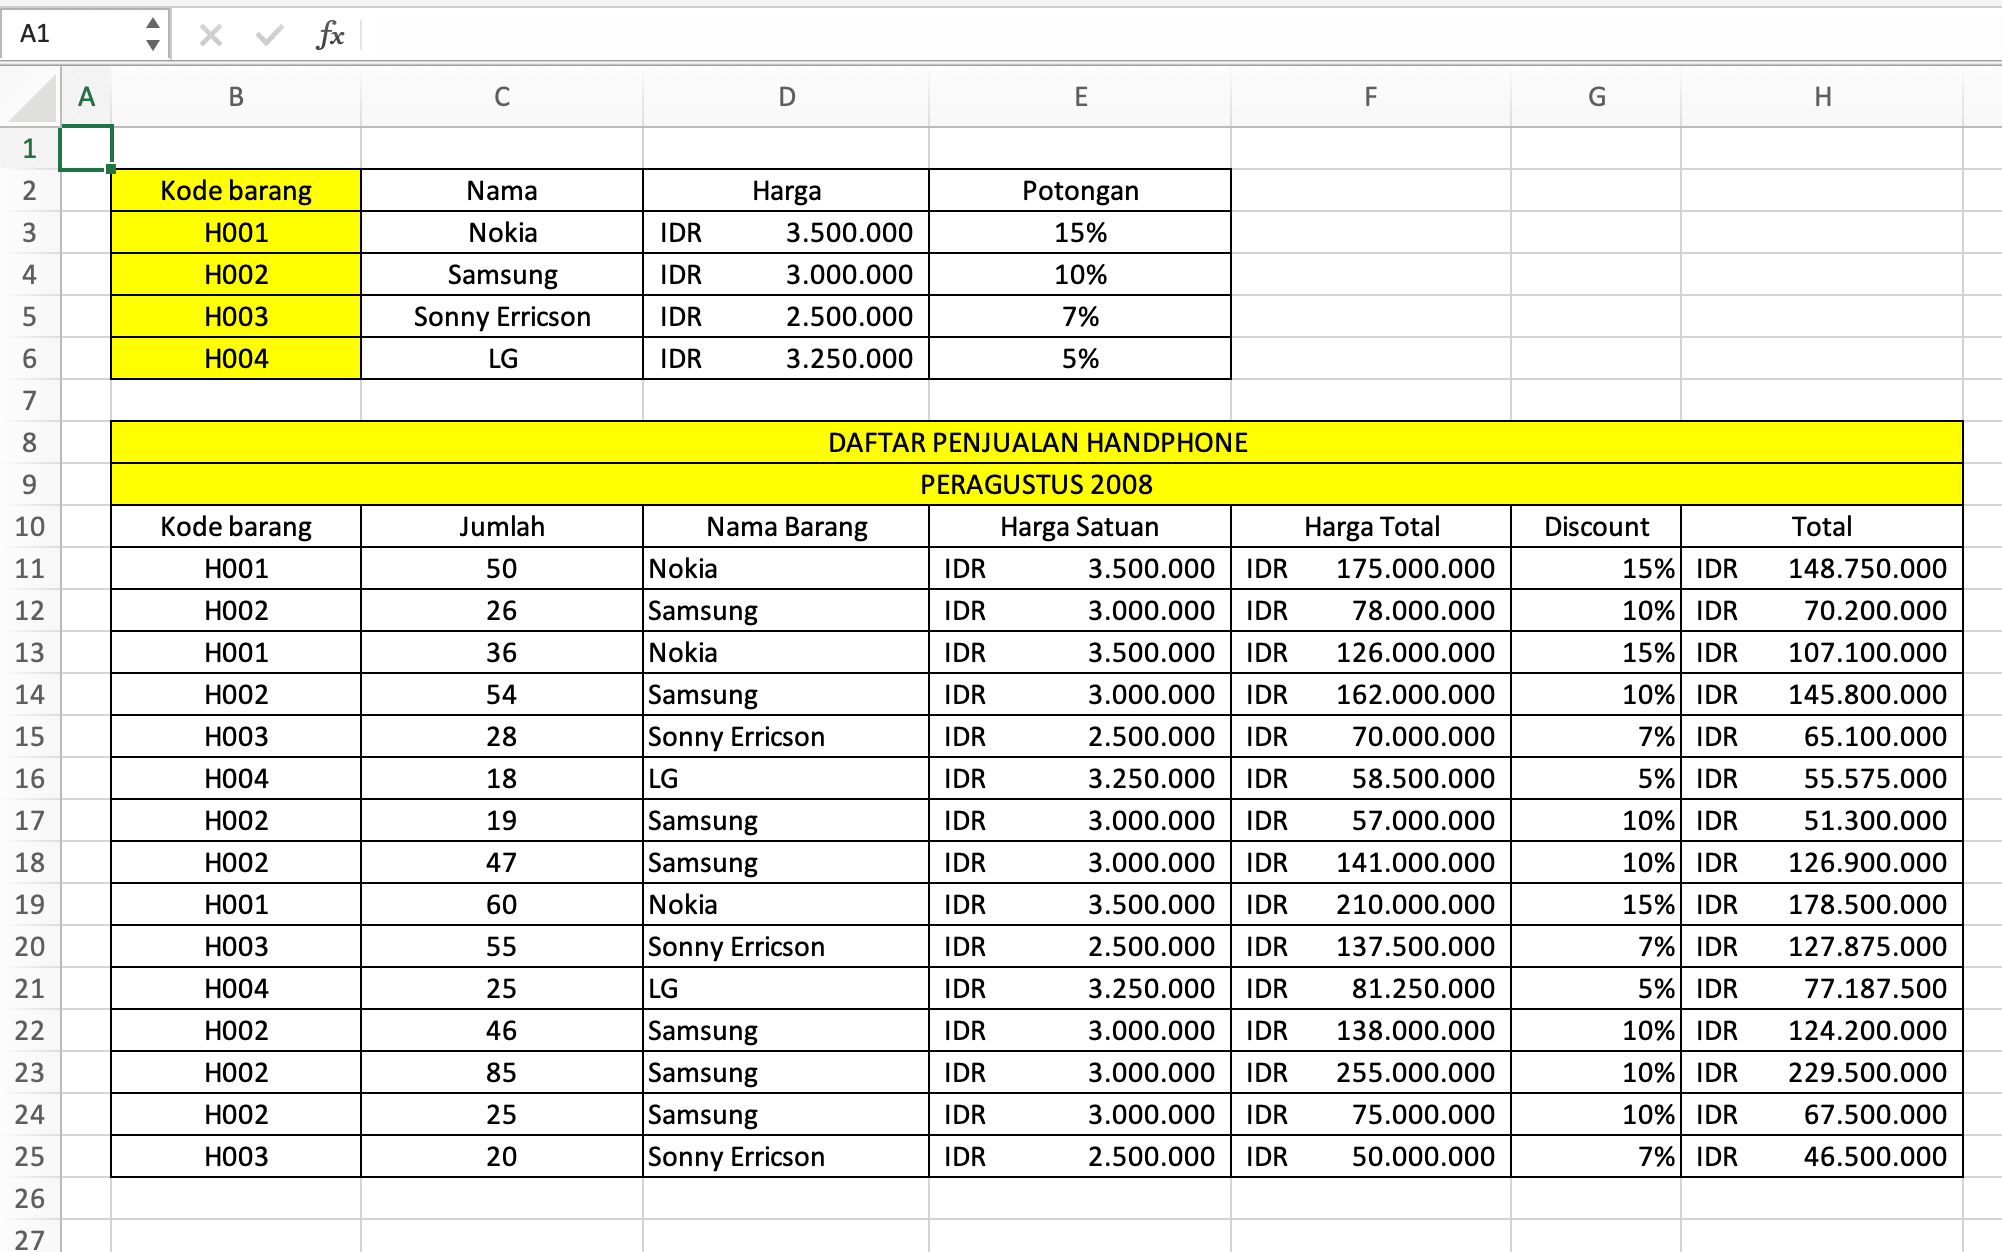 A1 fx
A B C D E F G H
1
2 Kode barang Nama Harga Potongan
3 H001 Nokia IDR 3.500.000 15%
4 H002 Samsung IDR 3.000.000 10%
5 H003 Sonny Erricson IDR 2.500.000 7%
6 H004 LG IDR 3.250.000 5%
7
8 DAFTAR PENJUALAN HANDPHONE
9 PERAGUSTUS 2008
10 Kode barang Jumlah Nama Barang Harga Satuan Harga Total Discount Total
11 H001 50 Nokia IDR 3.500.000 IDR 175.000.000 15% IDR 148.750.000
12 H002 26 Samsung IDR 3.000.000 IDR 78.000.000 10% IDR 70.200.000
13 H001 36 Nokia IDR 3.500.000 IDR 126.000.000 15% IDR 107.100.000
14 H002 54 Samsung IDR 3.000.000 IDR 162.000.000 10% IDR 145.800.000
15 H003 28 Sonny Erricson IDR 2.500.000 IDR 70.000.000 7% IDR 65.100.000
16 H004 18 LG IDR 3.250.000 IDR 58.500.000 5% IDR 55.575.000
17 H002 19 Samsung IDR 3.000.000 IDR 57.000.000 10% IDR 51.300.000
18 H002 47 Samsung IDR 3.000.000 IDR 141.000.000 10% IDR 126.900.000
19 H001 60 Nokia IDR 3.500.000 IDR 210.000.000 15% IDR 178.500.000
20 H003 55 Sonny Erricson IDR 2.500.000 IDR 137.500.000 7% IDR 127.875.000
21 H004 25 LG IDR 3.250.000 IDR 81.250.000 5% IDR 77.187.500
22 H002 46 Samsung IDR 3.000.000 IDR 138.000.000 10% IDR 124.200.000
23 H002 85 Samsung IDR 3.000.000 IDR 255.000.000 10% IDR 229.500.000
24 H002 25 Samsung IDR 3.000.000 IDR 75.000.000 10% IDR 67.500.000
25 H003 20 Sonny Erricson IDR 2.500.000 IDR 50.000.000 7% IDR 46.500.000
26
27